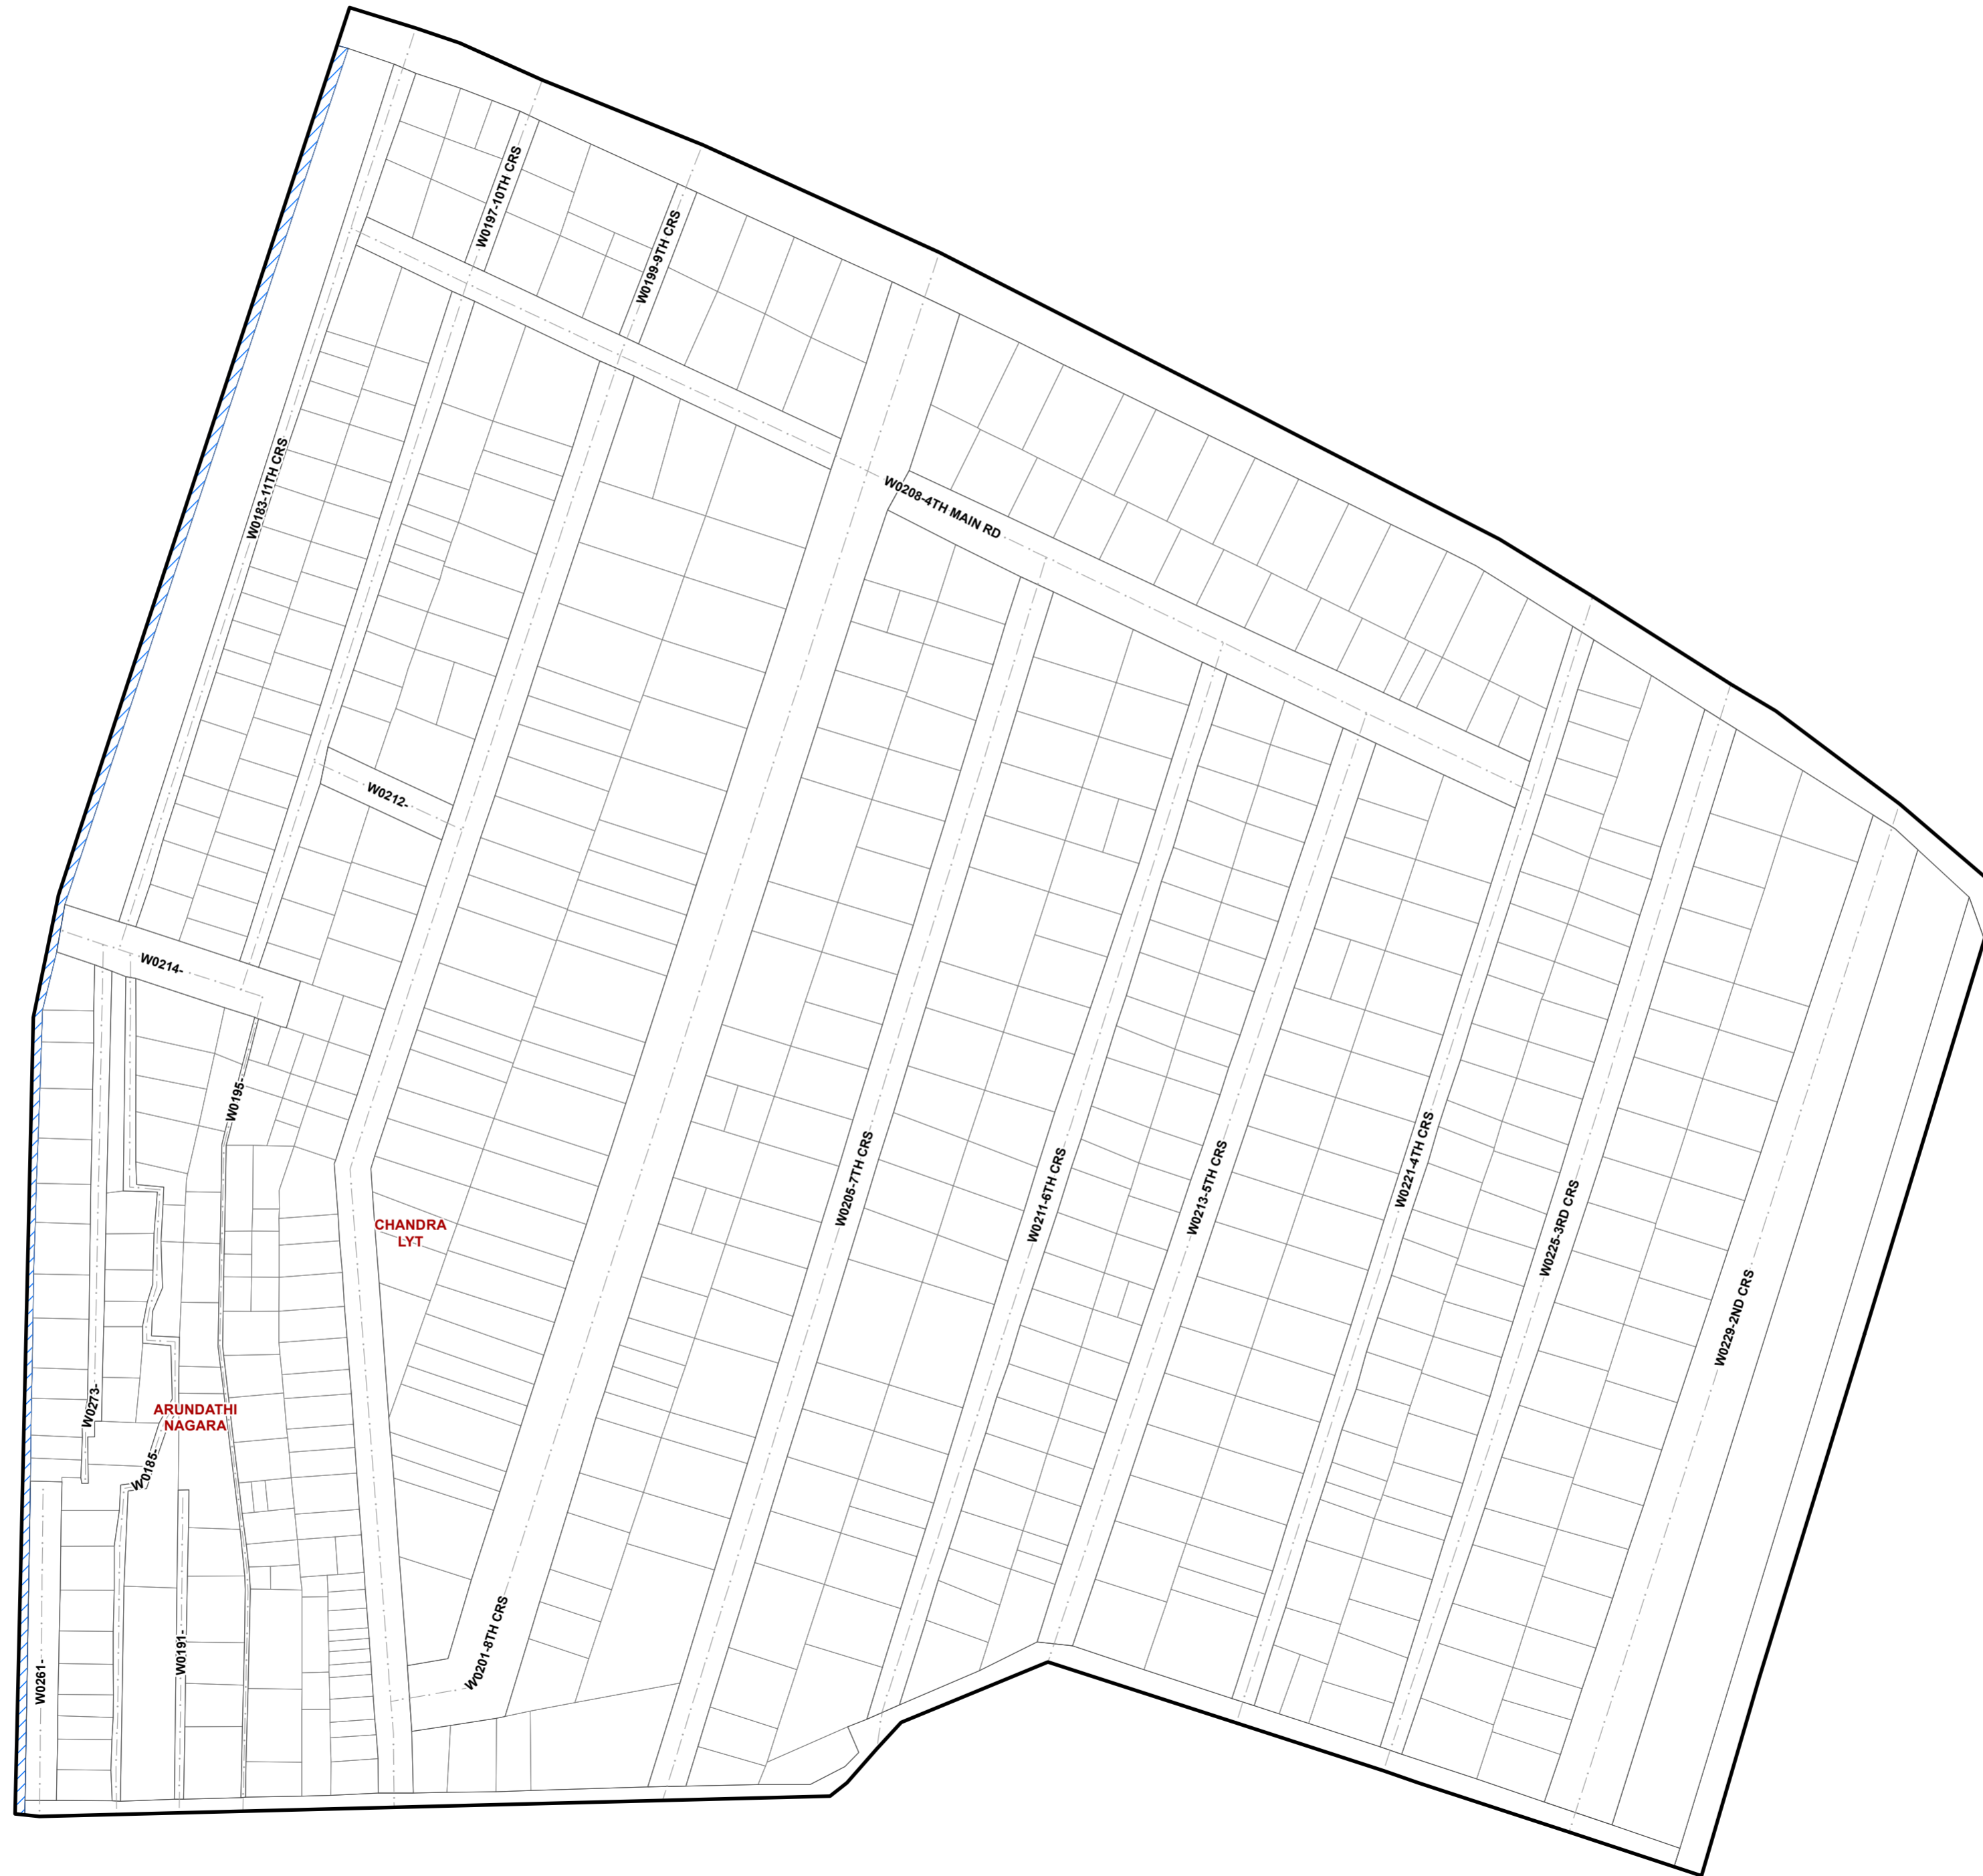 W0197-10TH CRS
W0199-9TH CRS
W0183-11TH CRS
W0208-4TH MAIN RD
W0212-
W0214-
W0195-
W0205-7TH CRS
W0211-6TH CRS
W0213-5TH CRS
W0221-4TH CRS
W0225-3RD CRS
W0229-2ND CRS
CHANDRA
LYT
W0273-
ARUNDATHI
NAGARA
W0185-
W0191-
W0261-
W0201-8TH CRS